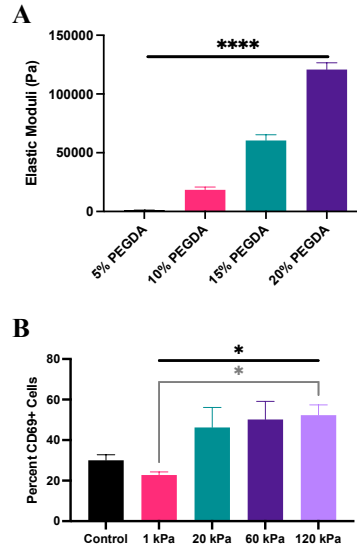 A
****
Elastic Moduli (Pa)
150000
100000
50000
0
5% PEGDA
10% PEGDA
15% PEGDA
20% PEGDA
B
*
*
Percent CD69+ Cells
80
60
40
20
0
Control 1 kPa 20 kPa 60 kPa 120 kPa